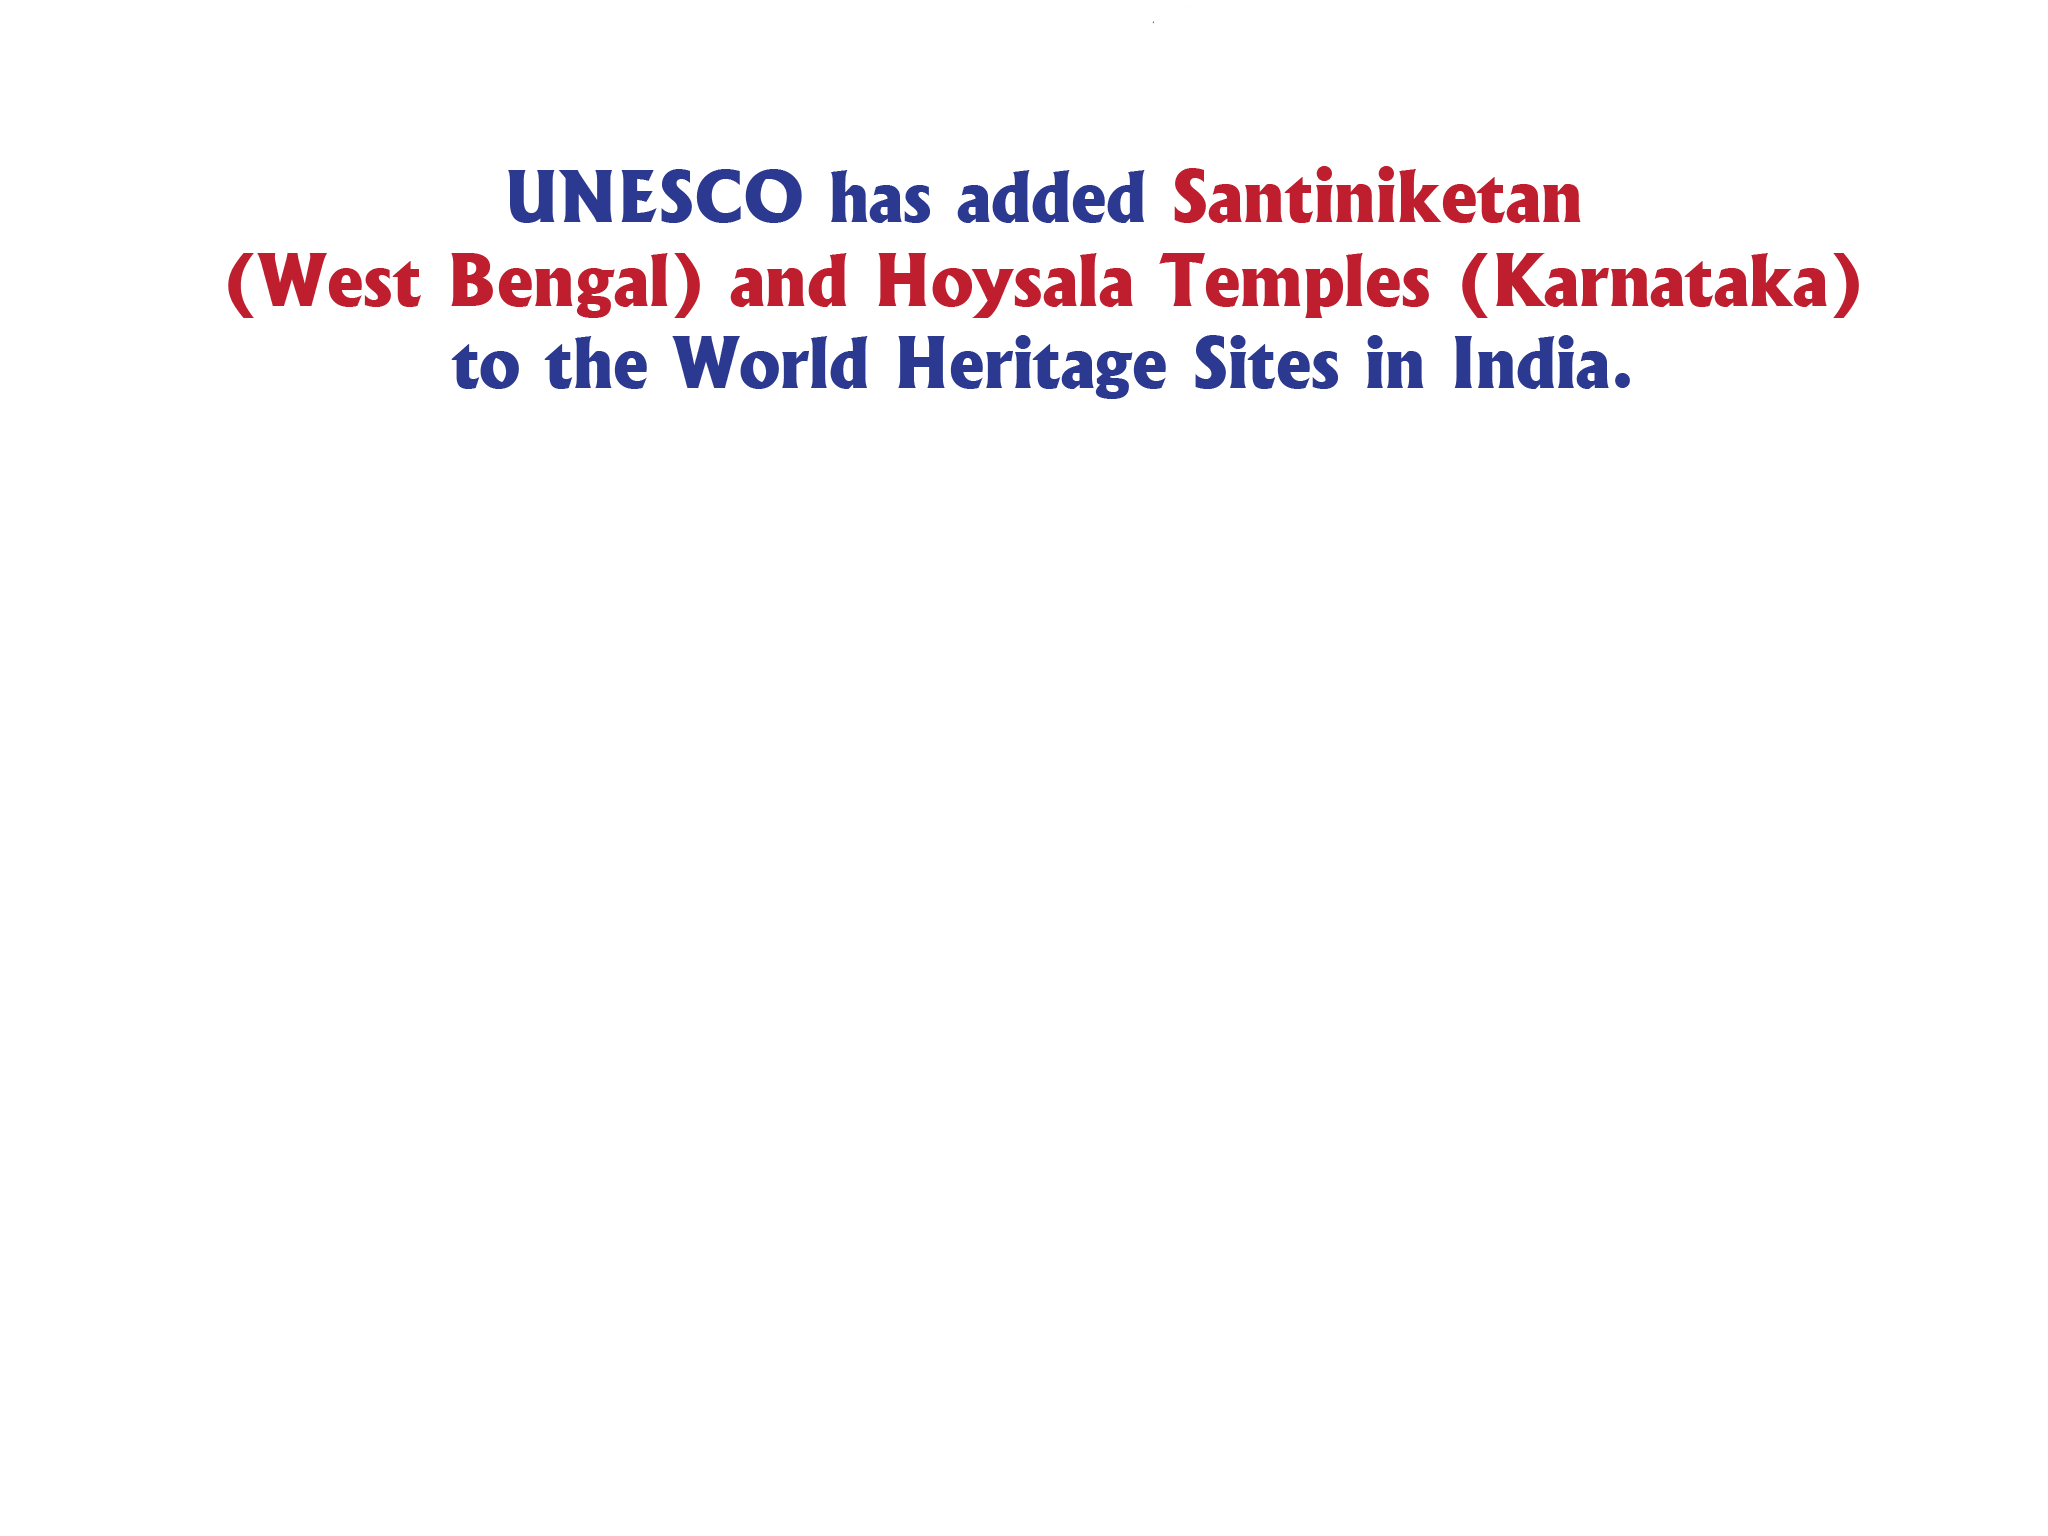 UNESCO has added Santiniketan
(West Bengal) and Hoysala Temples (Karnataka)
to the World Heritage Sites in India.